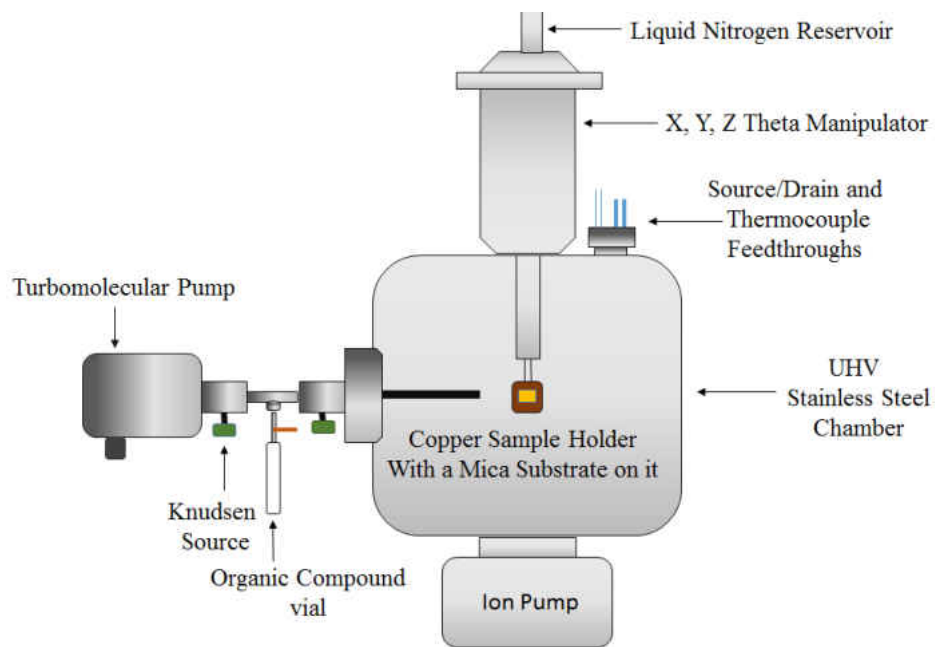 Liquid Nitrogen Reservoir
X, Y, Z Theta Manipulator
Source/Drain and
Thermocouple
Feedthroughs
Turbomolecular Pump
UHV
Stainless Steel
Chamber
Copper Sample Holder
With a Mica Substrate on it
Knudsen
Source
Organic Compound
vial
Ion Pump